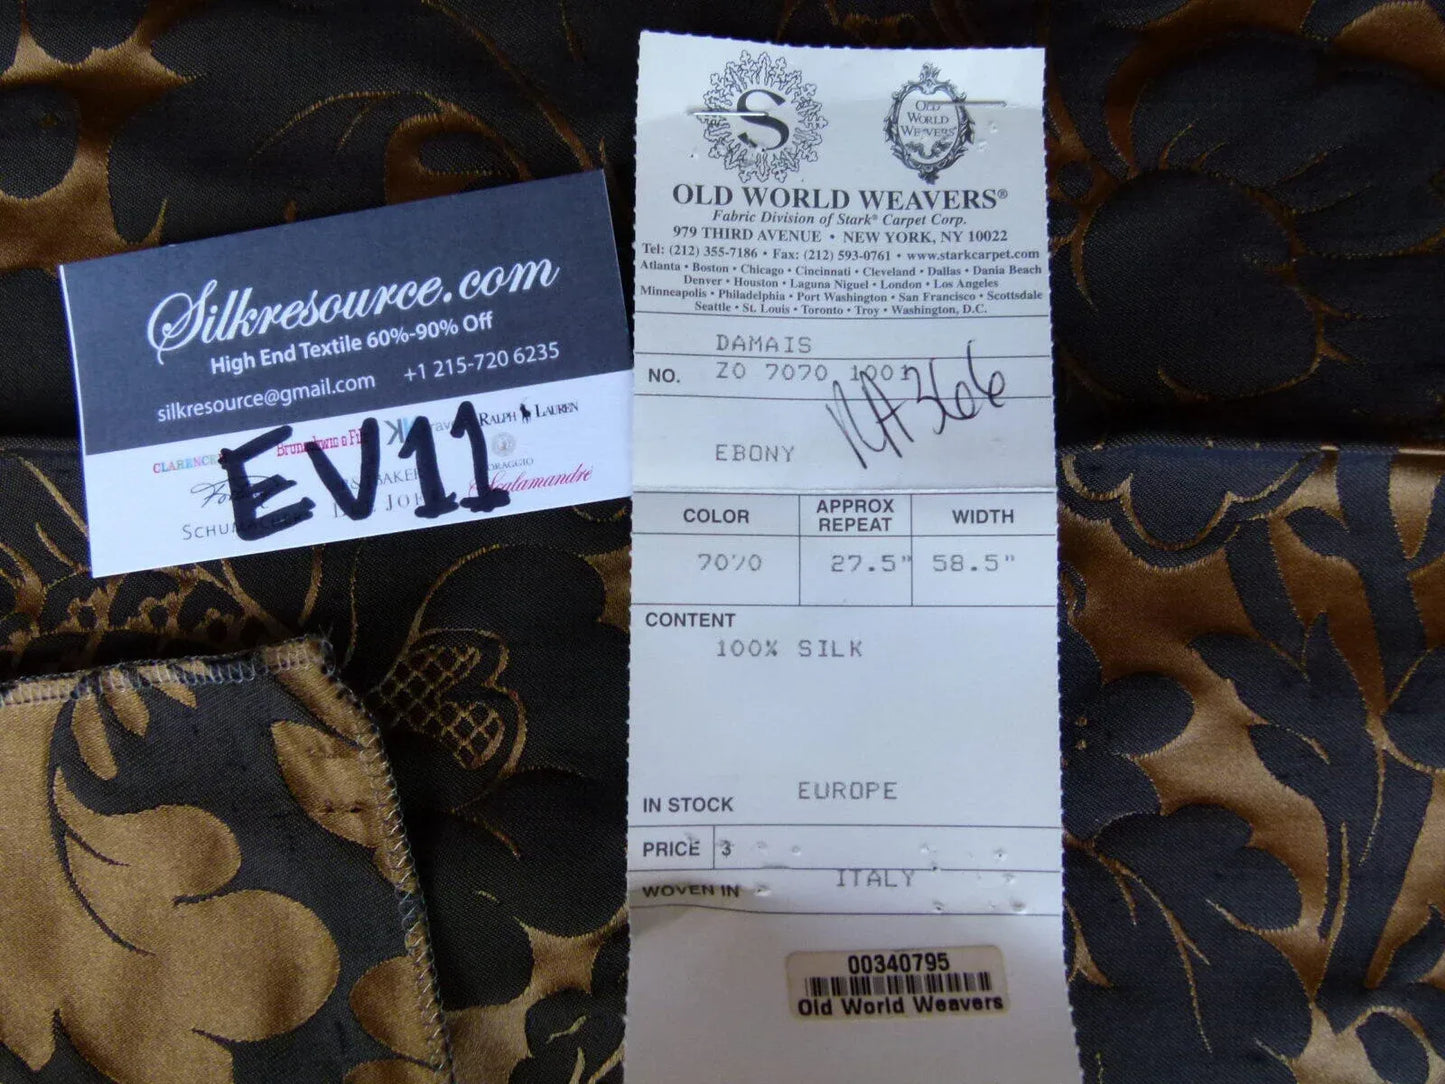 Silkresource.com
High End Textile 60%-90% Off
silkresource@gmail.com +1 215-720 6235
CLARENCE
RALPH LAUREN
EV11
Scalamandré
S
OLD
WORLD
WEAVERS
OLD WORLD WEAVERS®
Fabric Division of Stark® Carpet Corp.
979 THIRD AVENUE • NEW YORK, NY 10022
Tel: (212) 355-7186 • Fax: (212) 593-0761 • www.starkcarpet.com
Atlanta • Boston • Chicago • Cincinnati • Cleveland • Dallas • Dania Beach
Denver • Houston • Laguna Niguel • London • Los Angeles
Minneapolis • Philadelphia • Port Washington • San Francisco • Scottsdale
Seattle • St. Louis • Toronto • Troy • Washington, D.C.
DAMAIS
NO. ZO 7070 1001
EBONY
COLOR APPROX REPEAT WIDTH
7070 27.5" 58.5"
CONTENT
100% SILK
IN STOCK EUROPE
PRICE 3
WOVEN IN ITALY
00340795
Old World Weavers